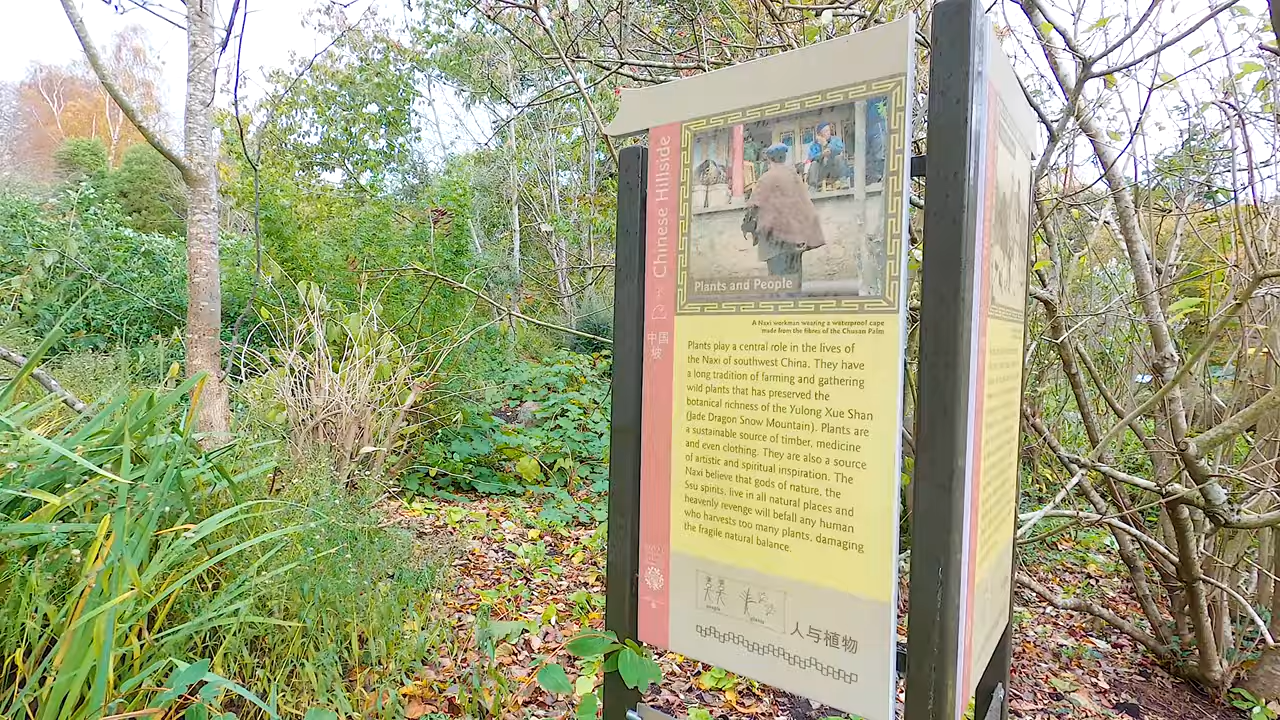 Chinese Hillside
中国
坡
Plants and People
A Naxi workman wearing a waterproof cape
made from the fibres of the Chusan Palm
Plants play a central role in the lives of
the Naxi of southwest China. They have
a long tradition of farming and gathering
wild plants that has preserved the
botanical richness of the Yulong Xue Shan
(Jade Dragon Snow Mountain). Plants are
a sustainable source of timber, medicine
and even clothing. They are also a source
of artistic and spiritual inspiration. The
Naxi believe that gods of nature, the
Ssu spirits, live in all natural places and
heavenly revenge will befall any human
who harvests too many plants, damaging
the fragile natural balance.
people
plants
人与植物